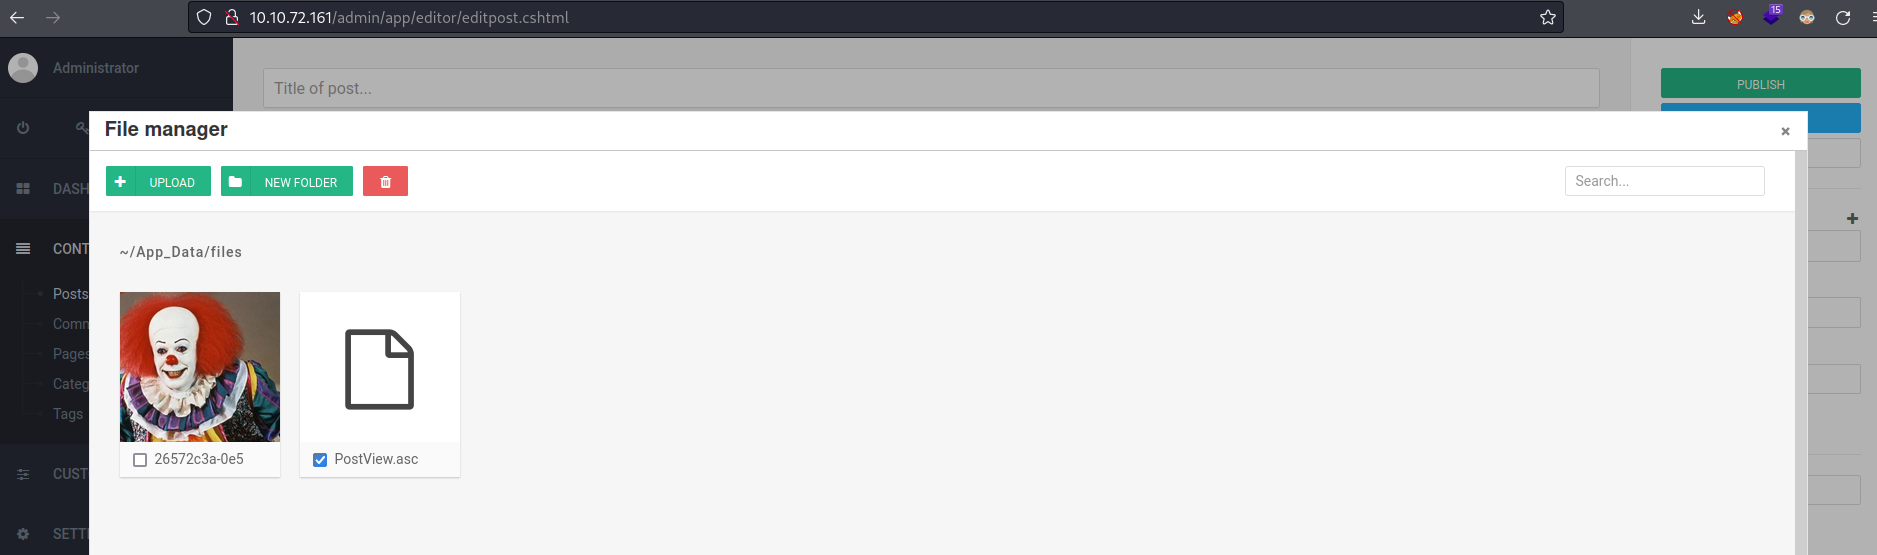 10.10.72.161/admin/app/editor/editpost.cshtml
15
Administrator
Title of post...
PUBLISH
File manager
×
UPLOAD
NEW FOLDER
Search...
DASH
CONT
~/App_Data/files
Posts
Comm
Pages
Categ
Tags
26572c3a-0e5
PostView.asc
CUST
SETTI